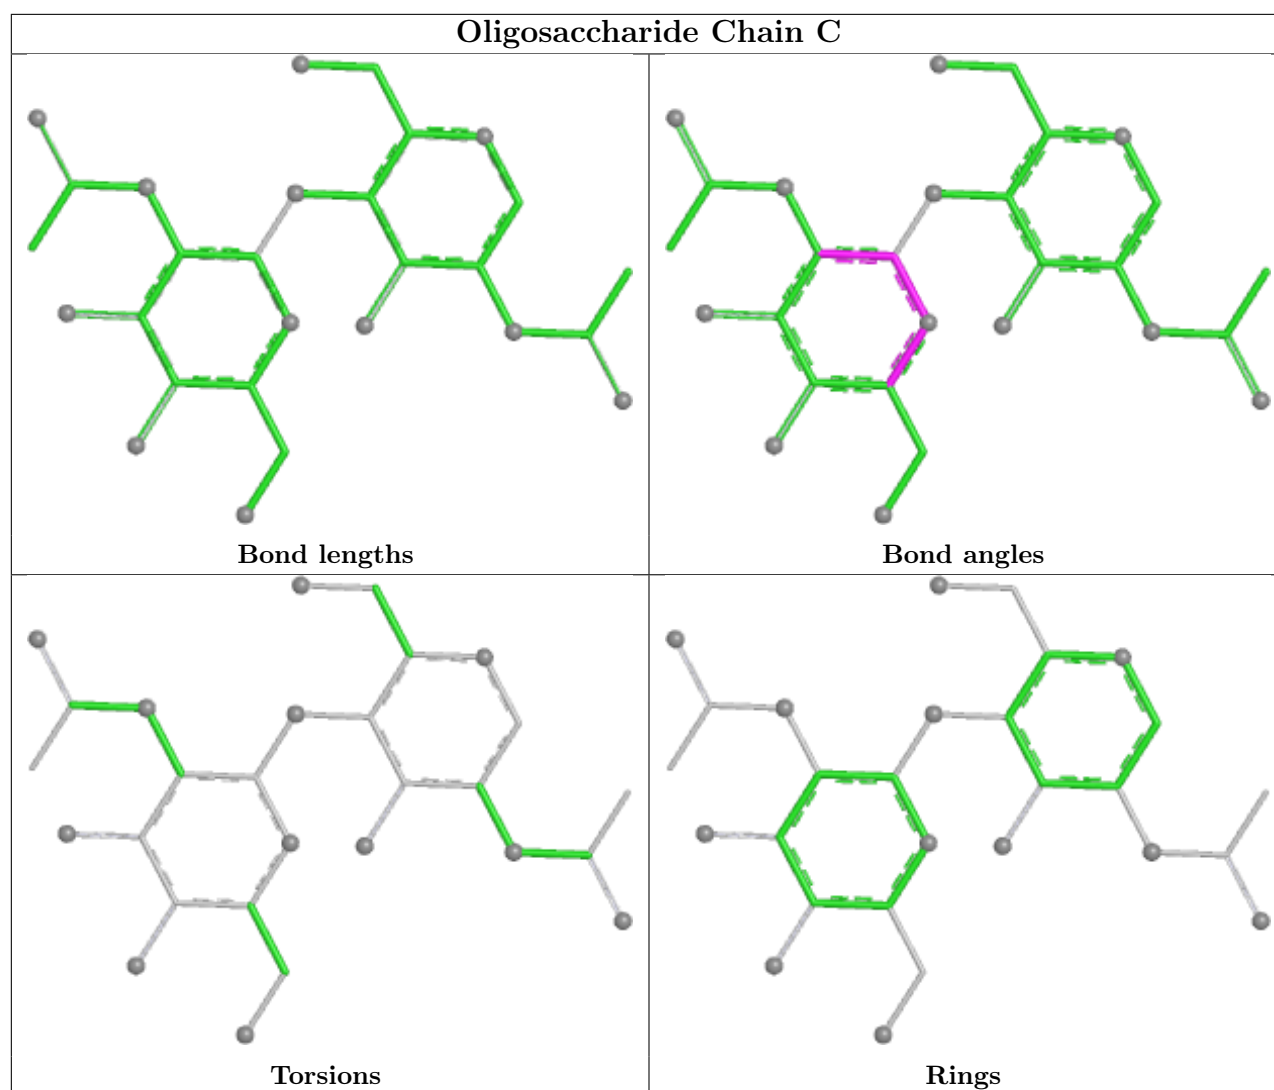 Oligosaccharide Chain C
Bond lengths
Bond angles
Torsions
Rings